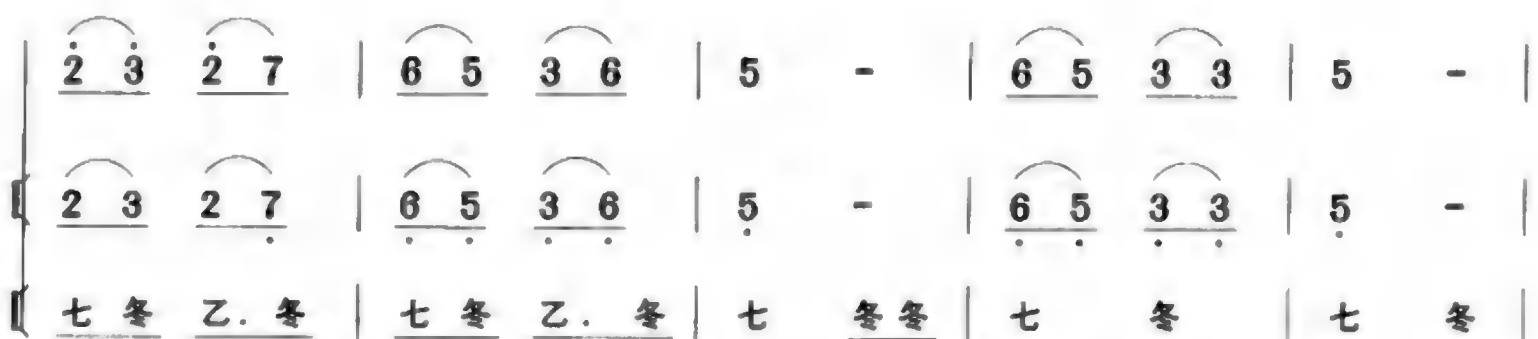 2̇ 3̇ 2̇ 7 | 6 5 3 6 | 5 - | 6 5 3 3 | 5 - |
2 3 2 7̣ | 6̣ 5̣ 3̣ 6̣ | 5̣ - | 6̣ 5̣ 3̣ 3̣ | 5̣ - |
七 冬 乙. 冬 | 七 冬 乙. 冬 | 七 冬冬 | 七 冬 | 七 冬